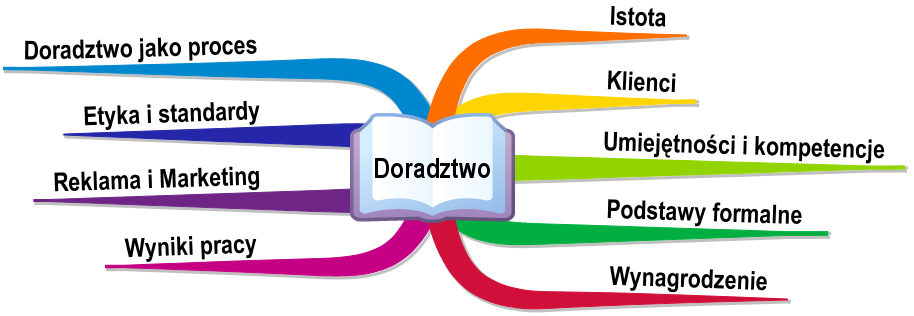 Doradztwo
Istota
Klienci
Umiejętności i kompetencje
Podstawy formalne
Wynagrodzenie
Wyniki pracy
Reklama i Marketing
Etyka i standardy
Doradztwo jako proces